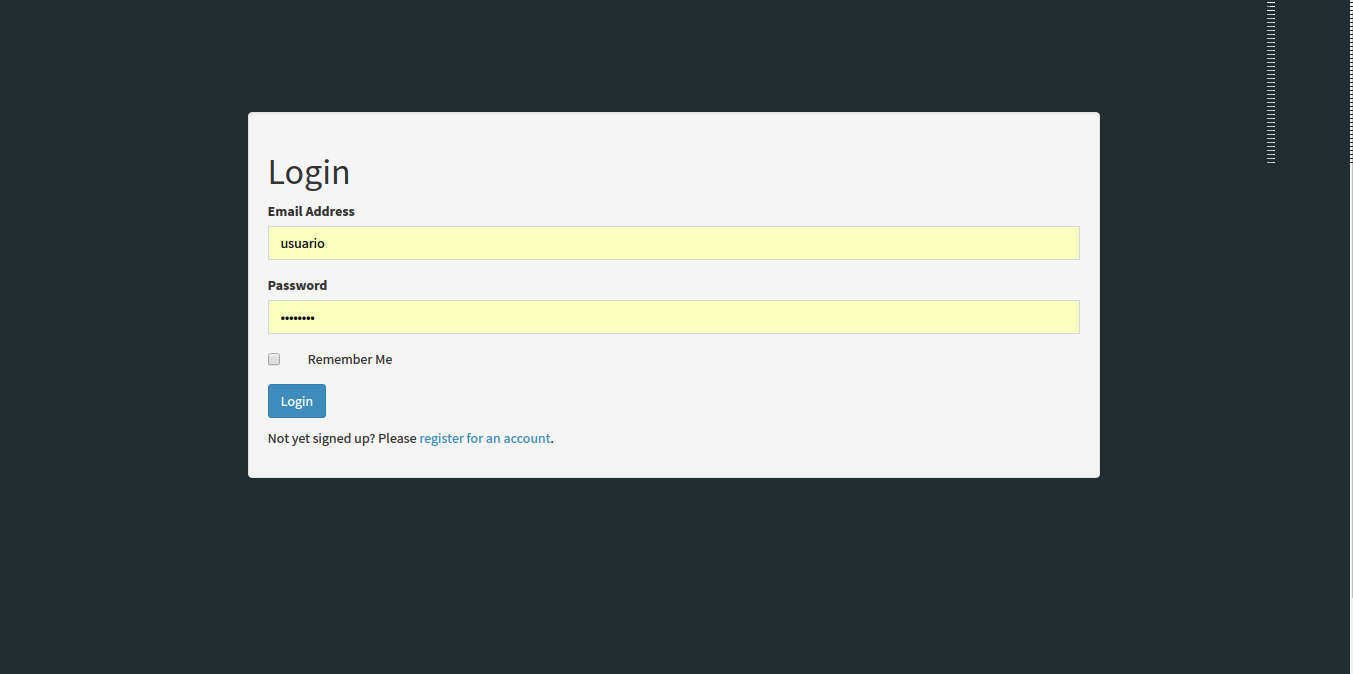 Login
Email Address
usuario
Password
••••••••
Remember Me
Login
Not yet signed up? Please register for an account.